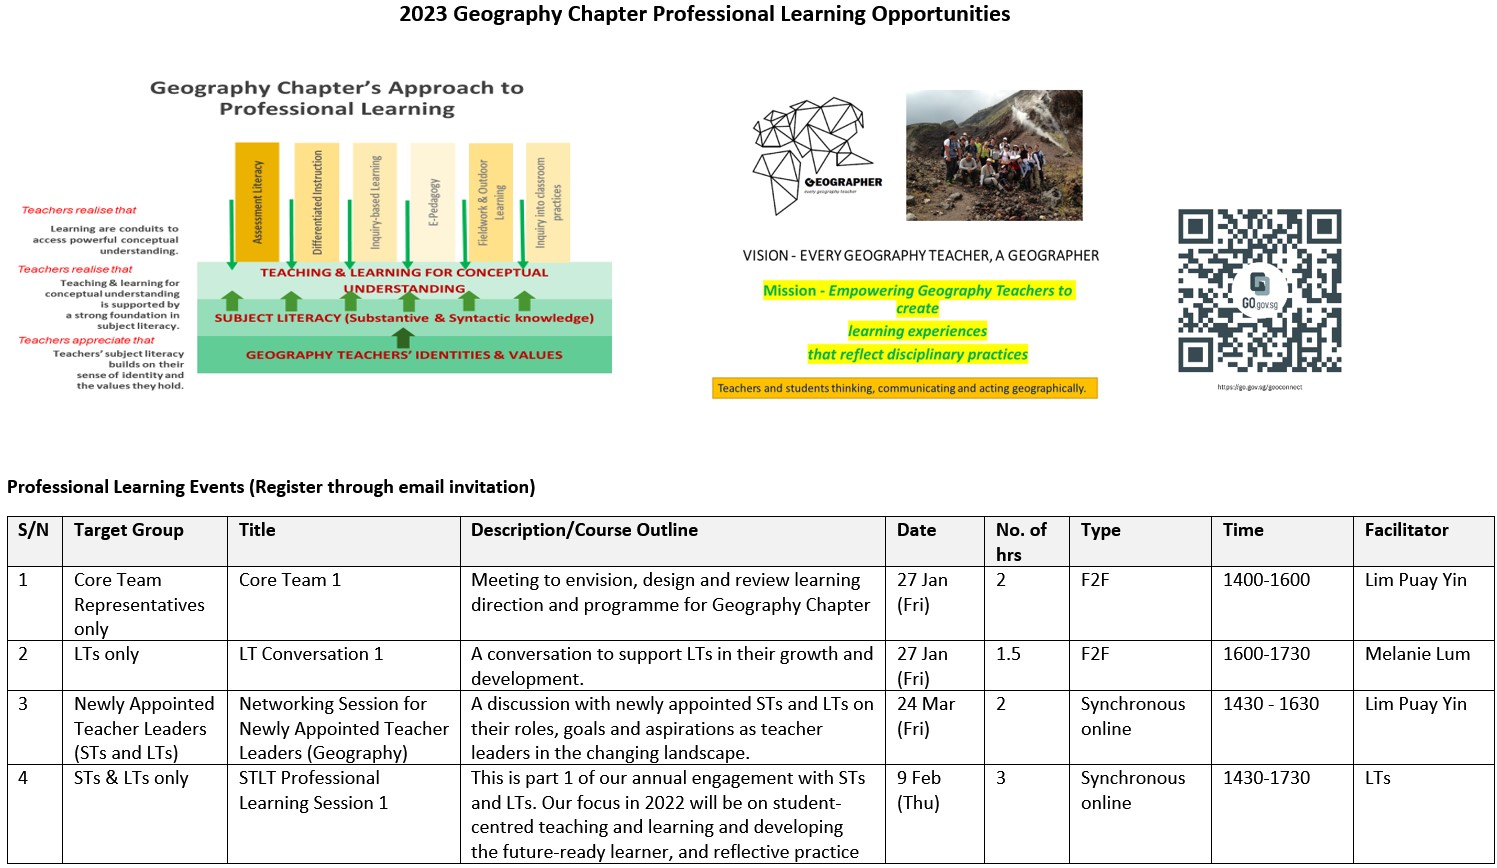 2023 Geography Chapter Professional Learning Opportunities
Geography Chapter's Approach to
Professional Learning
Assessment Literacy
Differentiated Instruction
Inquiry-based Learning
E-Pedagogy
Fieldwork & Outdoor
Learning
Inquiry into classroom
practices
Teachers realise that
Learning are conduits to
access powerful conceptual
understanding.
Teachers realise that
Teaching & learning for
conceptual understanding
is supported by
a strong foundation in
subject literacy.
Teachers appreciate that
Teachers' subject literacy
builds on their
sense of identity and
the values they hold.
TEACHING & LEARNING FOR CONCEPTUAL
UNDERSTANDING
SUBJECT LITERACY (Substantive & Syntactic knowledge)
GEOGRAPHY TEACHERS' IDENTITIES & VALUES
GEOGRAPHER
every geography teacher
VISION - EVERY GEOGRAPHY TEACHER, A GEOGRAPHER
Mission - Empowering Geography Teachers to
create
learning experiences
that reflect disciplinary practices
Teachers and students thinking, communicating and acting geographically.
GO.gov.sg
https://go.gov.sg/geoconnect
Professional Learning Events (Register through email invitation)
S/N
Target Group
Title
Description/Course Outline
Date
No. of
hrs
Type
Time
Facilitator
1
Core Team
Representatives
only
Core Team 1
Meeting to envision, design and review learning
direction and programme for Geography Chapter
27 Jan
(Fri)
2
F2F
1400-1600
Lim Puay Yin
2
LTs only
LT Conversation 1
A conversation to support LTs in their growth and
development.
27 Jan
(Fri)
1.5
F2F
1600-1730
Melanie Lum
3
Newly Appointed
Teacher Leaders
(STs and LTs)
Networking Session for
Newly Appointed Teacher
Leaders (Geography)
A discussion with newly appointed STs and LTs on
their roles, goals and aspirations as teacher
leaders in the changing landscape.
24 Mar
(Fri)
2
Synchronous
online
1430 - 1630
Lim Puay Yin
4
STs & LTs only
STLT Professional
Learning Session 1
This is part 1 of our annual engagement with STs
and LTs. Our focus in 2022 will be on student-
centred teaching and learning and developing
the future-ready learner, and reflective practice
9 Feb
(Thu)
3
Synchronous
online
1430-1730
LTs